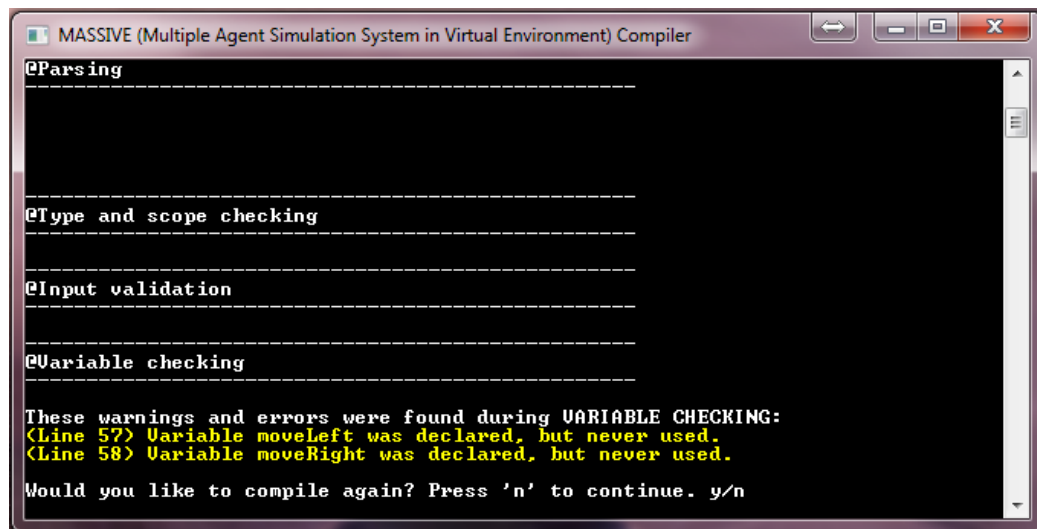 MASSIVE (Multiple Agent Simulation System in Virtual Environment) Compiler
@Parsing
--------------------------------------------------
--------------------------------------------------
@Type and scope checking
--------------------------------------------------
--------------------------------------------------
@Input validation
--------------------------------------------------
--------------------------------------------------
@Variable checking
--------------------------------------------------
These warnings and errors were found during VARIABLE CHECKING:
(Line 57) Variable moveLeft was declared, but never used.
(Line 58) Variable moveRight was declared, but never used.
Would you like to compile again? Press 'n' to continue. y/n